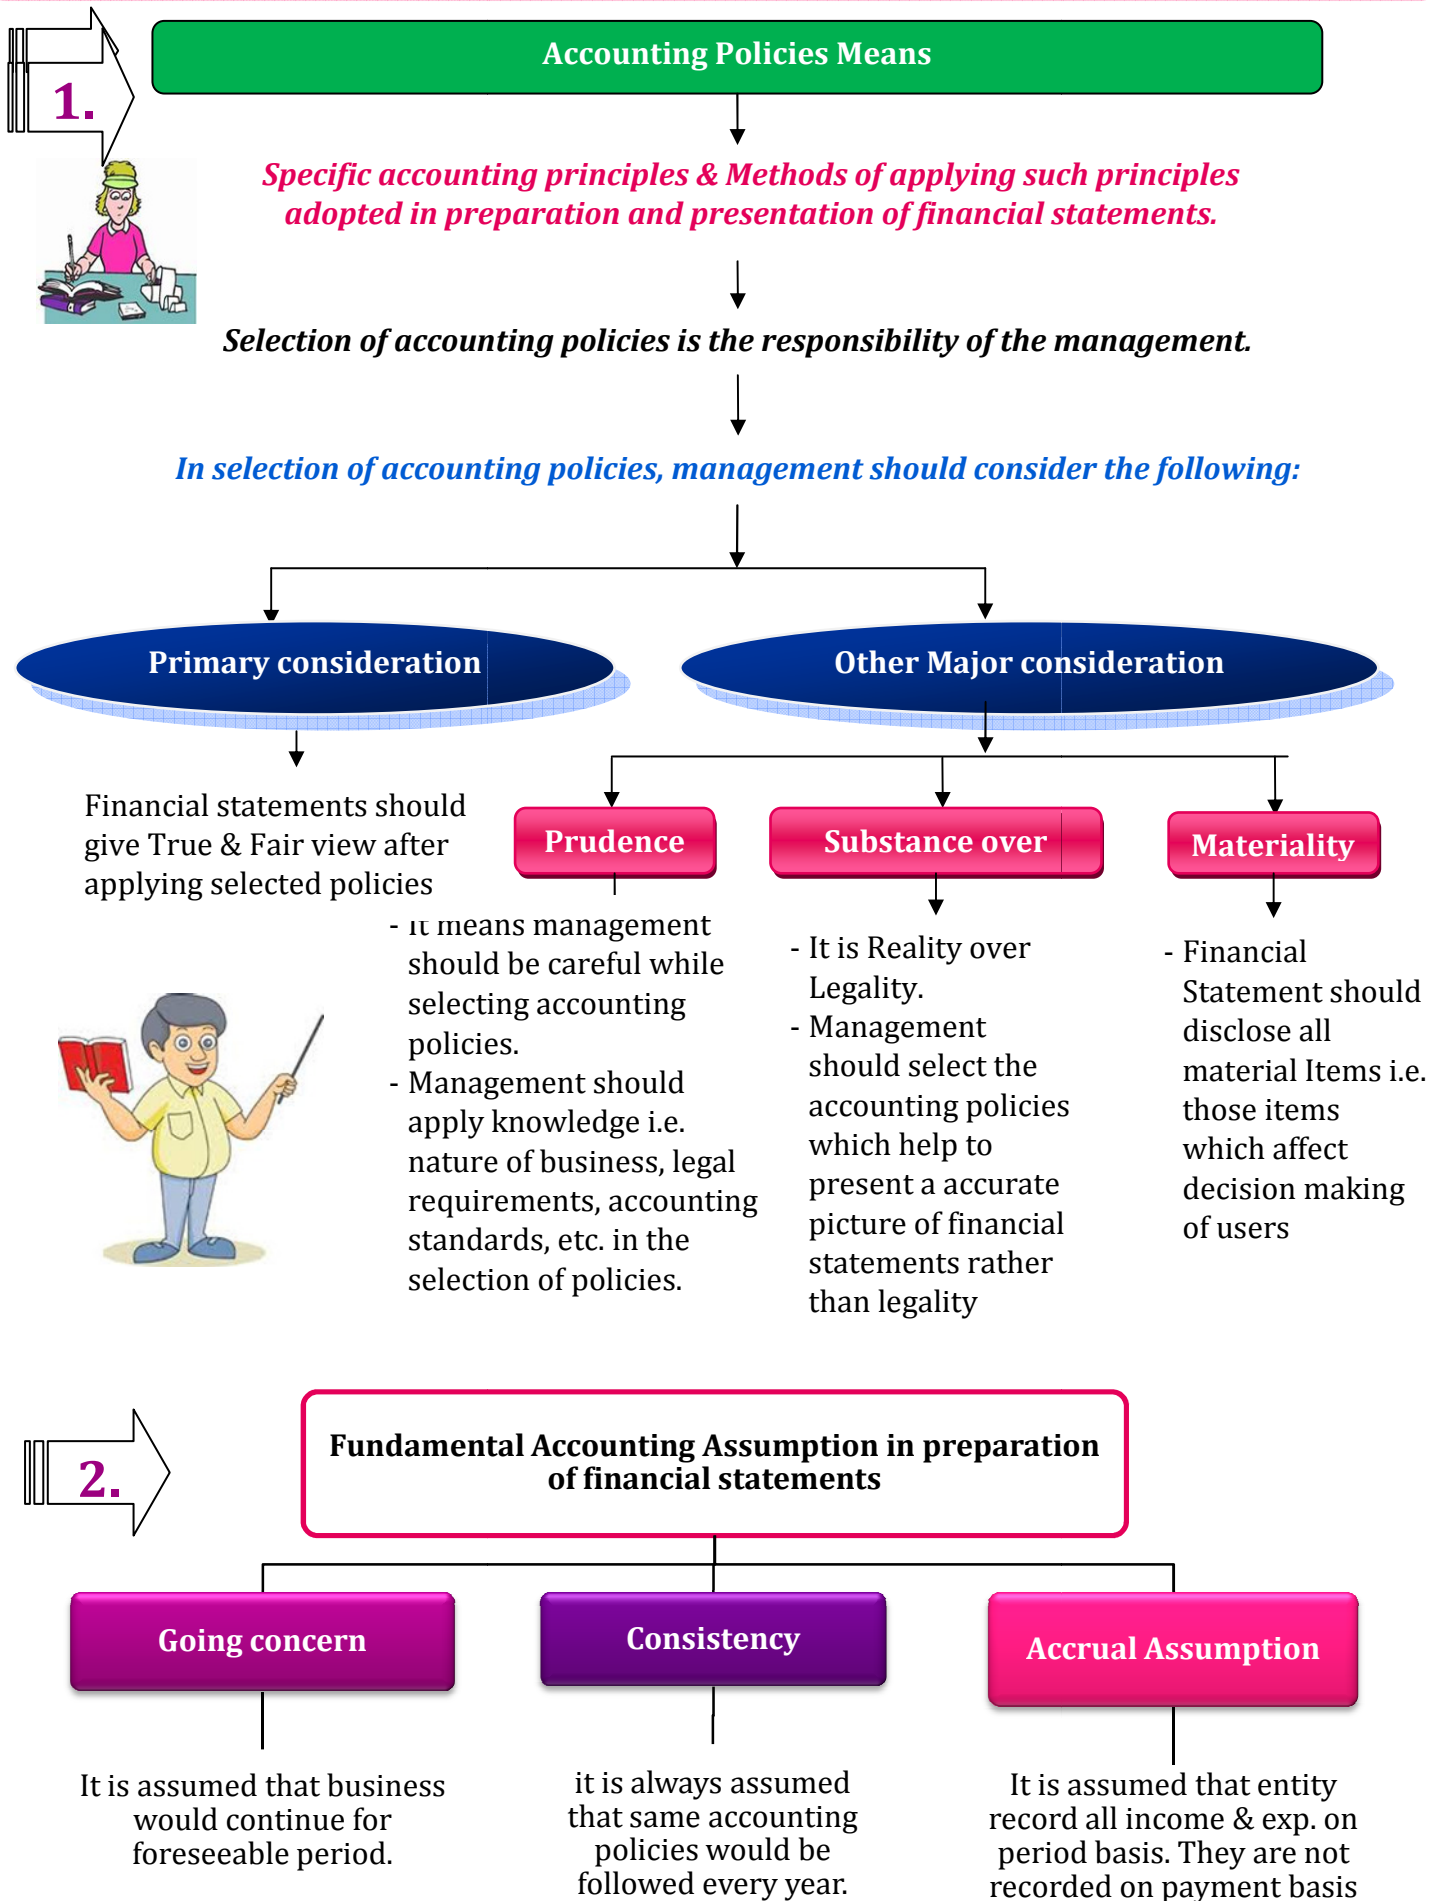 1.
Accounting Policies Means
Specific accounting principles & Methods of applying such principles
adopted in preparation and presentation of financial statements.
Selection of accounting policies is the responsibility of the management.
In selection of accounting policies, management should consider the following:
Primary consideration
Other Major consideration
Financial statements should
give True & Fair view after
applying selected policies
Prudence
- It means management
should be careful while
selecting accounting
policies.
- Management should
apply knowledge i.e.
nature of business, legal
requirements, accounting
standards, etc. in the
selection of policies.
Substance over
- It is Reality over
Legality.
- Management
should select the
accounting policies
which help to
present a accurate
picture of financial
statements rather
than legality
Materiality
- Financial
Statement should
disclose all
material Items i.e.
those items
which affect
decision making
of users
2.
Fundamental Accounting Assumption in preparation
of financial statements
Going concern
It is assumed that business
would continue for
foreseeable period.
Consistency
it is always assumed
that same accounting
policies would be
followed every year.
Accrual Assumption
It is assumed that entity
record all income & exp. on
period basis. They are not
recorded on payment basis